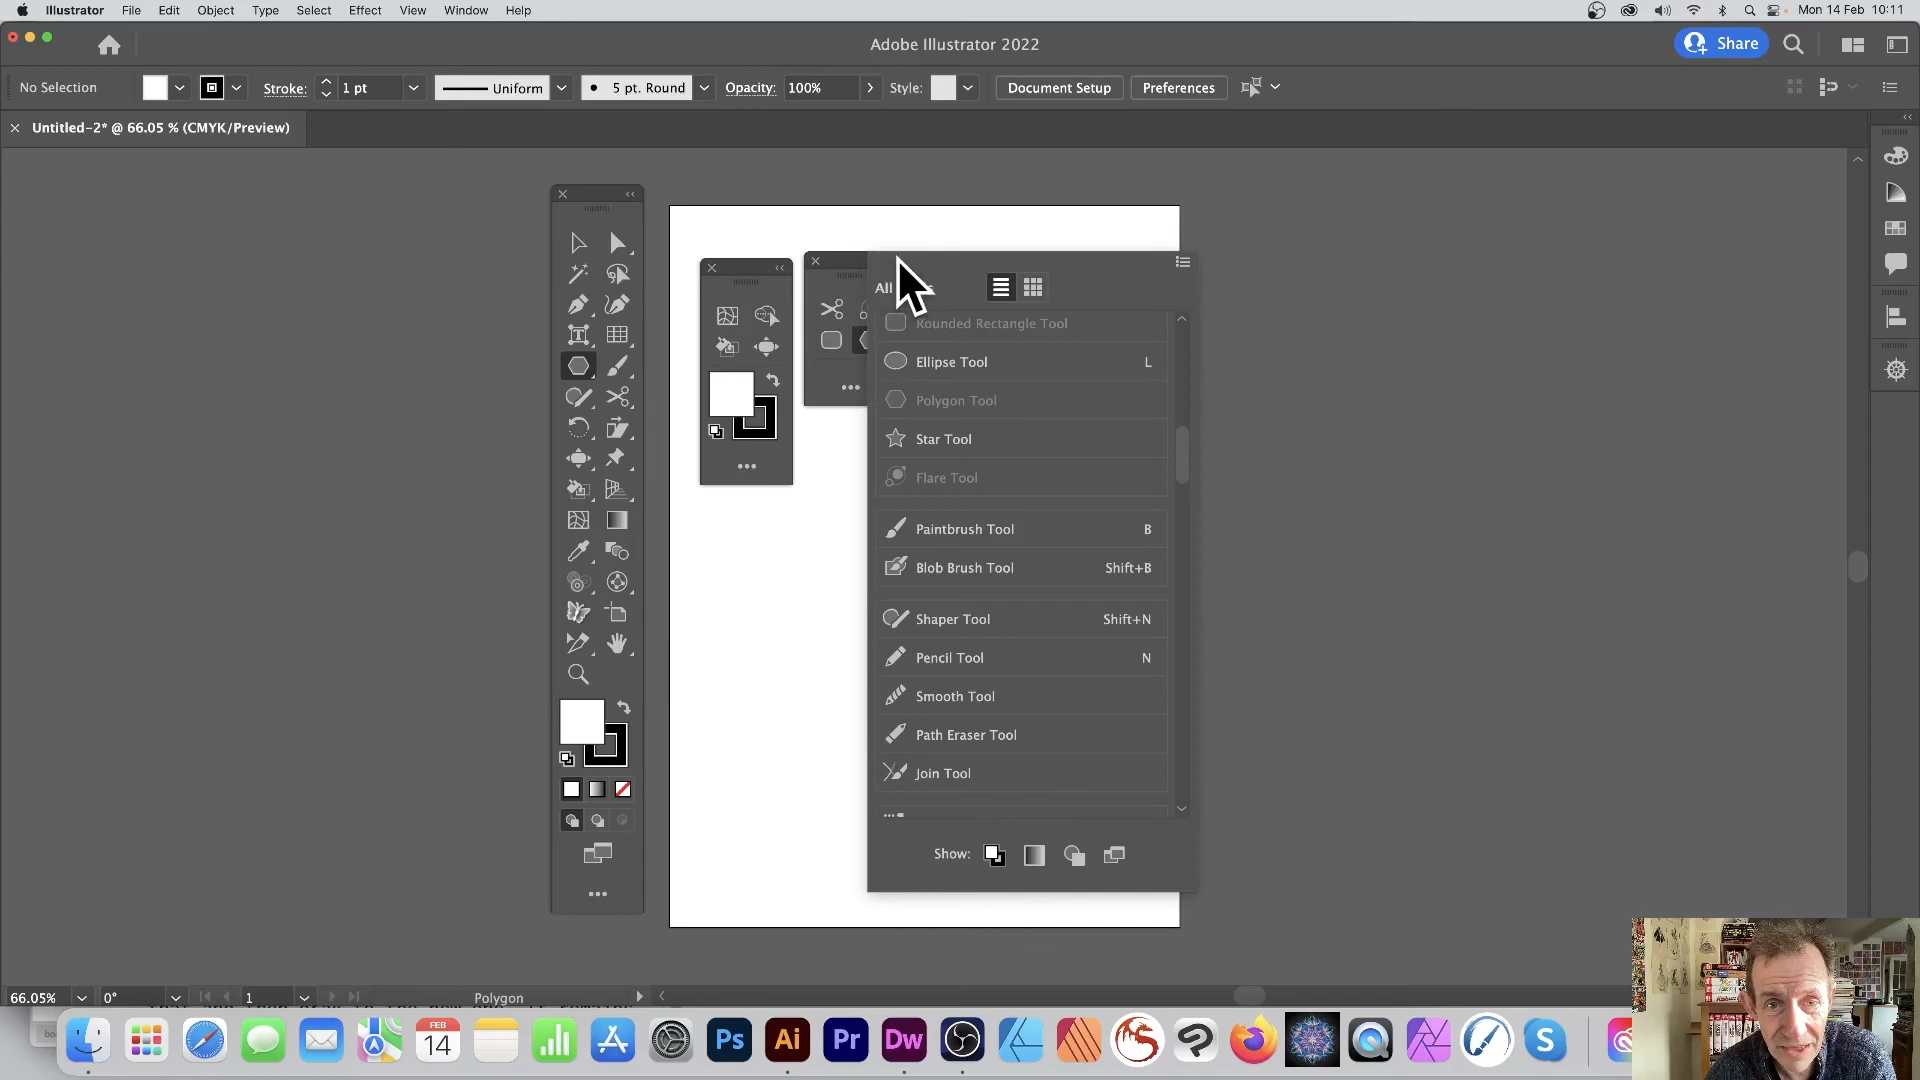 Illustrator File Edit Object Type Select Effect View Window Help Mon 14 Feb 10:11
Adobe Illustrator 2022
Share
No Selection Stroke: 1 pt Uniform 5 pt. Round Opacity: 100% Style: Document Setup Preferences
Untitled-2* @ 66.05 % (CMYK/Preview)
All
Rounded Rectangle Tool
Ellipse Tool L
Polygon Tool
Star Tool
Flare Tool
Paintbrush Tool B
Blob Brush Tool Shift+B
Shaper Tool Shift+N
Pencil Tool N
Smooth Tool
Path Eraser Tool
Join Tool
Show:
66.05% 0° 1 Polygon
FEB
14
Ps Ai Pr Dw S